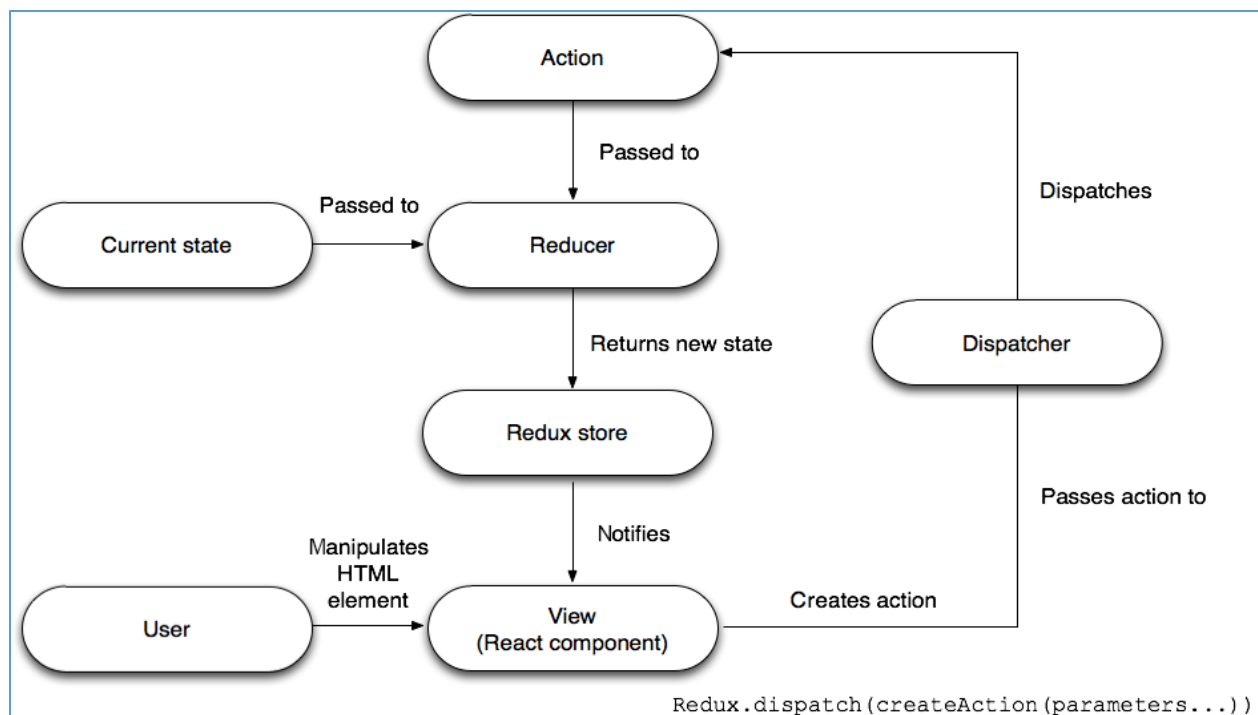 Action
Passed to
Dispatches
Passed to
Current state
Reducer
Returns new state
Dispatcher
Redux store
Passes action to
Notifies
Manipulates
HTML
element
User
View
(React component)
Creates action
Redux.dispatch(createAction(parameters...))